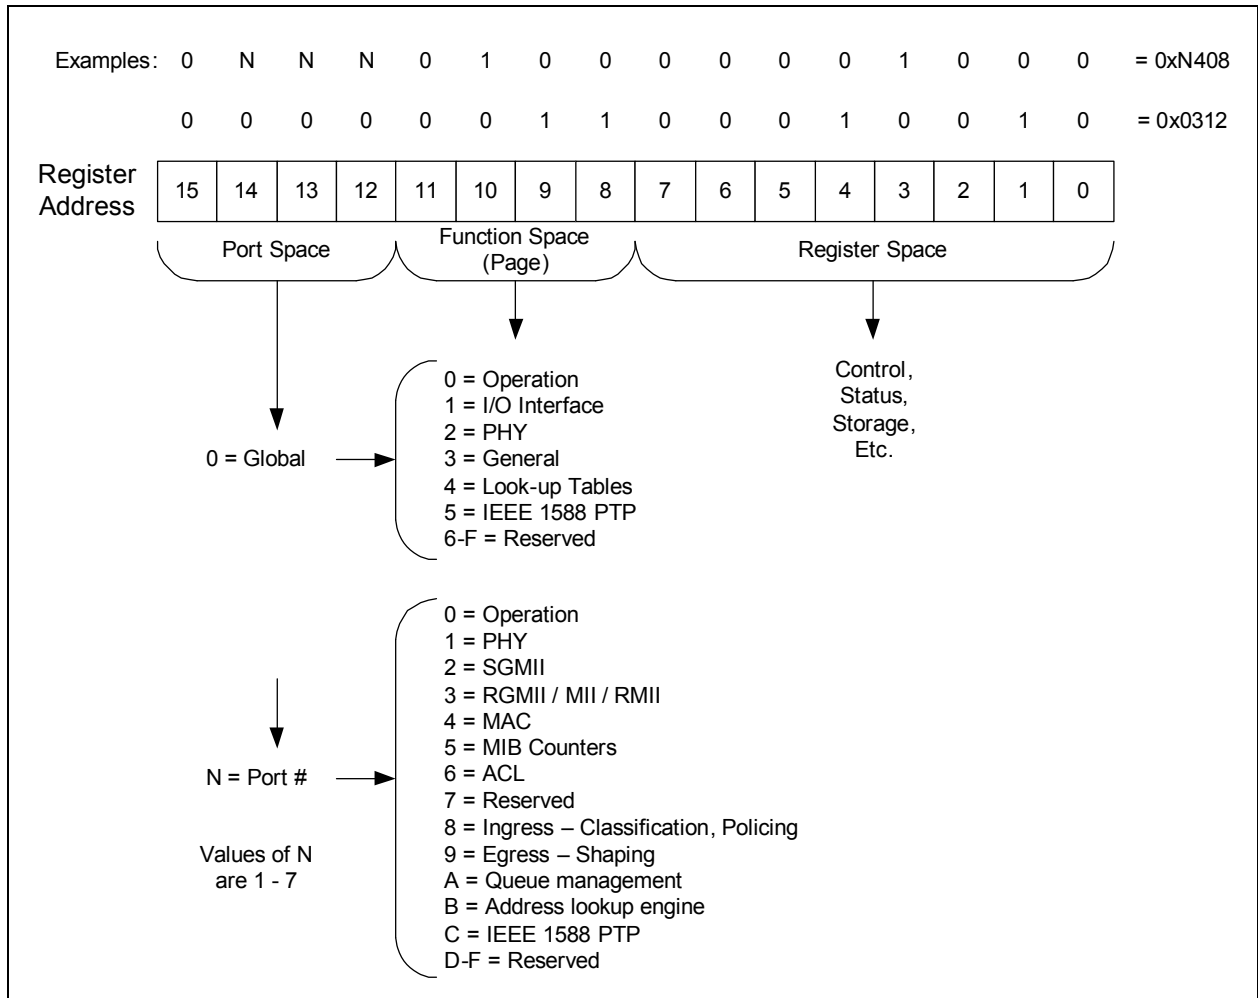 Examples: 0 N N N 0 1 0 0 0 0 0 0 1 0 0 0 = 0xN408
0 0 0 0 0 0 1 1 0 0 0 1 0 0 1 0 = 0x0312
Register
Address
15 14 13 12 11 10 9 8 7 6 5 4 3 2 1 0
Port Space
Function Space
(Page)
Register Space
0 = Global
0 = Operation
1 = I/O Interface
2 = PHY
3 = General
4 = Look-up Tables
5 = IEEE 1588 PTP
6-F = Reserved
Control,
Status,
Storage,
Etc.
N = Port #
Values of N
are 1 - 7
0 = Operation
1 = PHY
2 = SGMII
3 = RGMII / MII / RMII
4 = MAC
5 = MIB Counters
6 = ACL
7 = Reserved
8 = Ingress – Classification, Policing
9 = Egress – Shaping
A = Queue management
B = Address lookup engine
C = IEEE 1588 PTP
D-F = Reserved